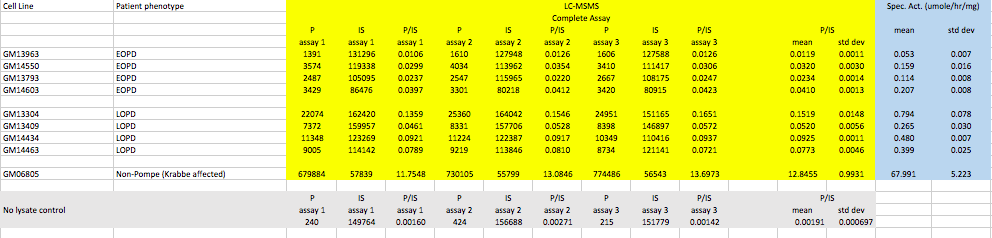 Cell Line Patient phenotype LC-MSMS Spec. Act. (umole/hr/mg)
Complete Assay
P IS P/IS P IS P/IS P IS P/IS P/IS mean std dev
assay 1 assay 1 assay 1 assay 2 assay 2 assay 2 assay 3 assay 3 assay 3 mean std dev
GM13963 EOPD 1391 131296 0.0106 1610 127948 0.0126 1606 127588 0.0126 0.0119 0.0011 0.053 0.007
GM14550 EOPD 3574 119338 0.0299 4034 113962 0.0354 3410 111417 0.0306 0.0320 0.0030 0.159 0.016
GM13793 EOPD 2487 105095 0.0237 2547 115965 0.0220 2667 108175 0.0247 0.0234 0.0014 0.114 0.008
GM14603 EOPD 3429 86476 0.0397 3301 80218 0.0412 3420 80915 0.0423 0.0410 0.0013 0.207 0.008
GM13304 LOPD 22074 162420 0.1359 25360 164042 0.1546 24951 151165 0.1651 0.1519 0.0148 0.794 0.078
GM13409 LOPD 7372 159957 0.0461 8331 157706 0.0528 8398 146897 0.0572 0.0520 0.0056 0.265 0.030
GM14434 LOPD 11348 123269 0.0921 11224 122387 0.0917 10349 110416 0.0937 0.0925 0.0011 0.480 0.007
GM14463 LOPD 9005 114142 0.0789 9219 113846 0.0810 8734 121141 0.0721 0.0773 0.0046 0.399 0.025
GM06805 Non-Pompe (Krabbe affected) 679884 57839 11.7548 730105 55799 13.0846 774486 56543 13.6973 12.8455 0.9931 67.991 5.223
P IS P/IS P IS P/IS P IS P/IS P/IS
No lysate control assay 1 assay 1 assay 1 assay 2 assay 2 assay 2 assay 3 assay 3 assay 3 mean std dev
240 149764 0.00160 424 156688 0.00271 215 151779 0.00142 0.00191 0.000697